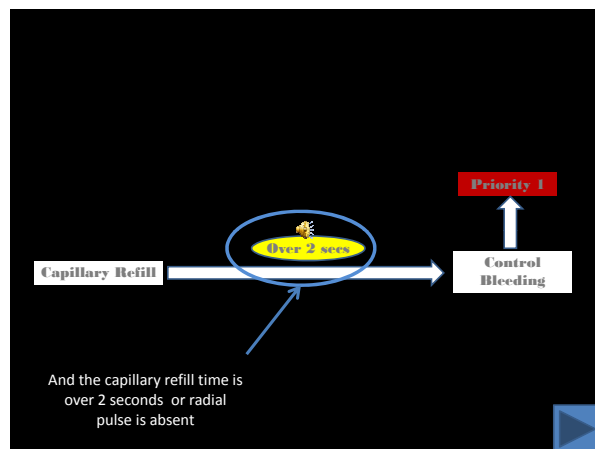 Priority 1
Over 2 secs
Capillary Refill
Control
Bleeding
And the capillary refill time is
over 2 seconds or radial
pulse is absent